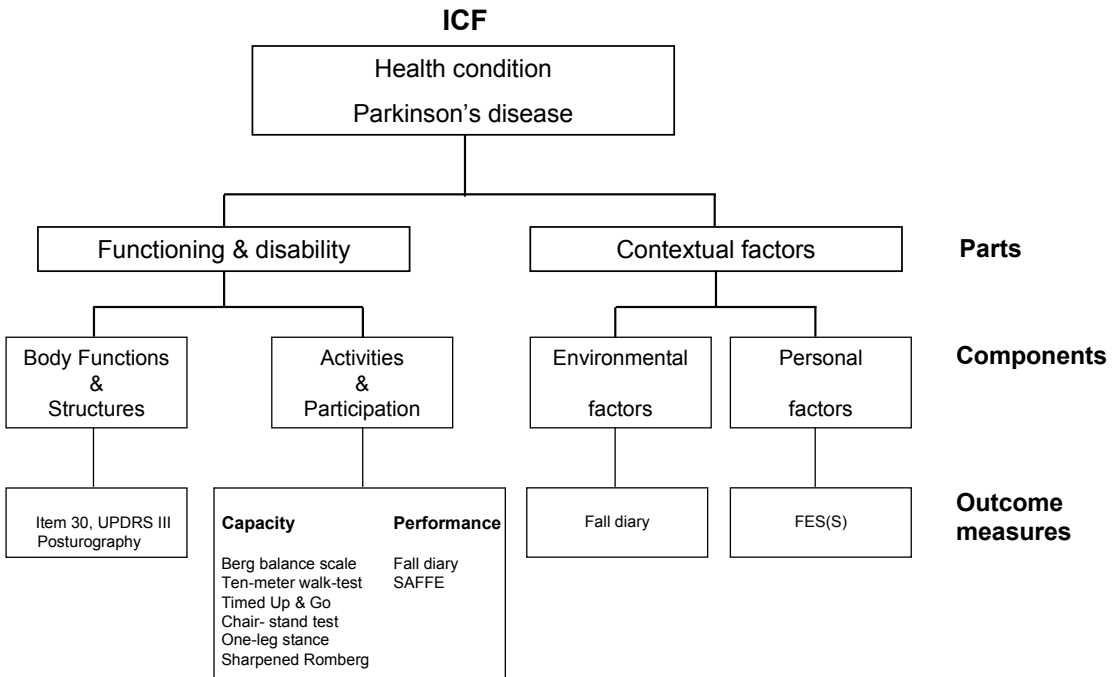 ICF
Health condition
Parkinson's disease
Functioning & disability
Contextual factors
Parts
Body Functions
&
Structures
Activities
&
Participation
Environmental
factors
Personal
factors
Components
Item 30, UPDRS III
Posturography
Capacity
Berg balance scale
Ten-meter walk-test
Timed Up & Go
Chair- stand test
One-leg stance
Sharpened Romberg
Performance
Fall diary
SAFFE
Fall diary
FES(S)
Outcome
measures